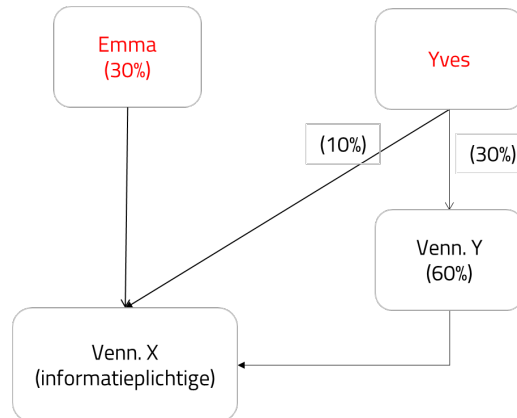 Emma
(30%)
Yves
(10%)
(30%)
Venn. Y
(60%)
Venn. X
(informatieplichtige)